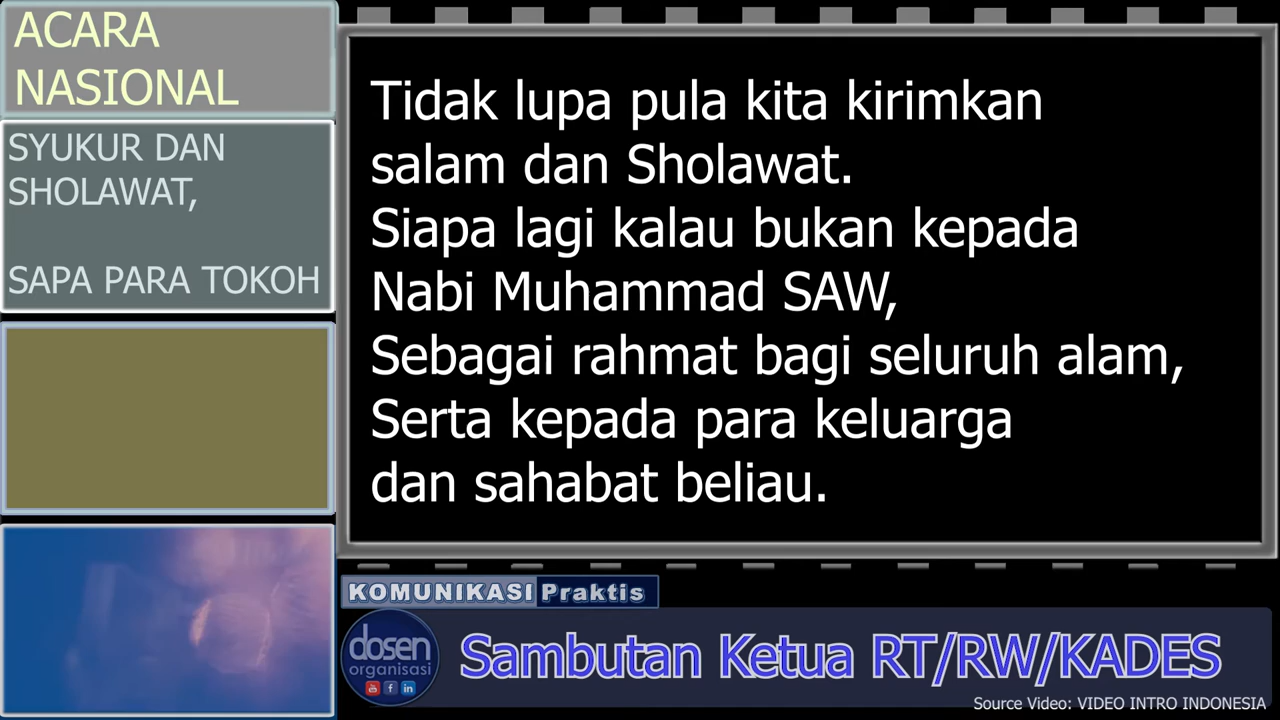 ACARA
NASIONAL
SYUKUR DAN
SHOLAWAT,
SAPA PARA TOKOH
Tidak lupa pula kita kirimkan
salam dan Sholawat.
Siapa lagi kalau bukan kepada
Nabi Muhammad SAW,
Sebagai rahmat bagi seluruh alam,
Serta kepada para keluarga
dan sahabat beliau.
KOMUNIKASI Praktis
dosen
organisasi
Sambutan Ketua RT/RW/KADES
Source Video: VIDEO INTRO INDONESIA